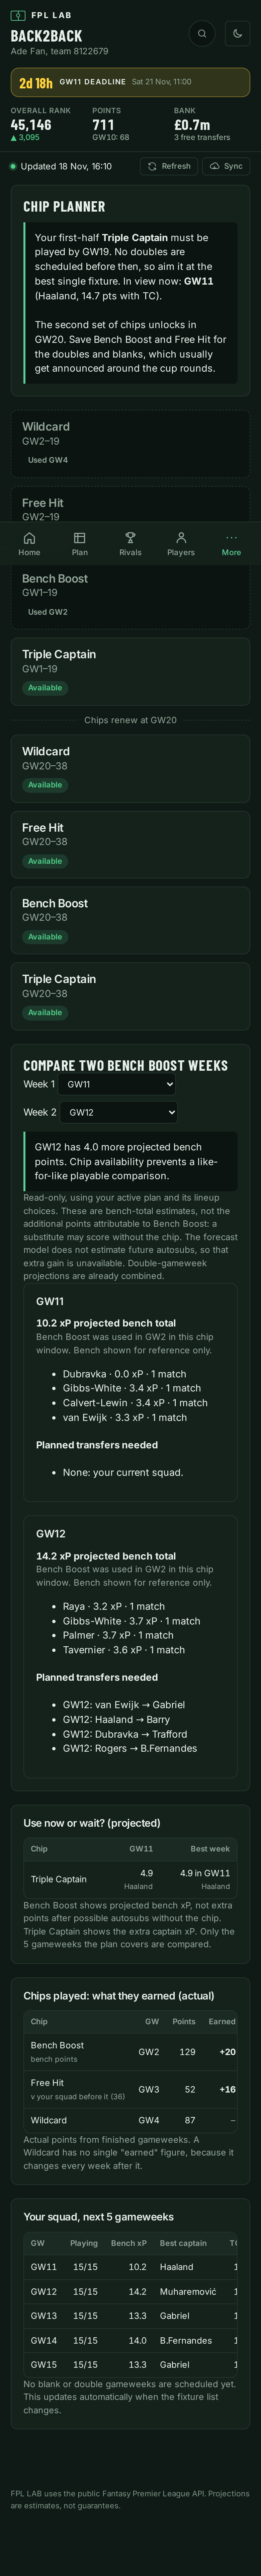 FPL LAB
BACK2BACK
Ade Fan, team 8122679
2d 18h GW11 DEADLINE Sat 21 Nov, 11:00
OVERALL RANK POINTS BANK
45,146 711 £0.7m
▲ 3,095 GW10: 68 3 free transfers
Updated 18 Nov, 16:10 Refresh Sync
CHIP PLANNER
Your first-half Triple Captain must be
played by GW19. No doubles are
scheduled before then, so aim it at the
best single fixture. In view now: GW11
(Haaland, 14.7 pts with TC).
The second set of chips unlocks in
GW20. Save Bench Boost and Free Hit for
the doubles and blanks, which usually
get announced around the cup rounds.
Wildcard
GW2–19
Used GW4
Free Hit
GW2–19
Home Plan Rivals Players More
Bench Boost
GW1–19
Used GW2
Triple Captain
GW1–19
Available
Chips renew at GW20
Wildcard
GW20–38
Available
Free Hit
GW20–38
Available
Bench Boost
GW20–38
Available
Triple Captain
GW20–38
Available
COMPARE TWO BENCH BOOST WEEKS
Week 1 GW11
Week 2 GW12
GW12 has 4.0 more projected bench
points. Chip availability prevents a like-
for-like playable comparison.
Read-only, using your active plan and its lineup
choices. These are bench-total estimates, not the
additional points attributable to Bench Boost: a
substitute may score without the chip. The forecast
model does not estimate future autosubs, so that
extra gain is unavailable. Double-gameweek
projections are already combined.
GW11
10.2 xP projected bench total
Bench Boost was used in GW2 in this chip
window. Bench shown for reference only.
• Dubravka · 0.0 xP · 1 match
• Gibbs-White · 3.4 xP · 1 match
• Calvert-Lewin · 3.4 xP · 1 match
• van Ewijk · 3.3 xP · 1 match
Planned transfers needed
• None: your current squad.
GW12
14.2 xP projected bench total
Bench Boost was used in GW2 in this chip
window. Bench shown for reference only.
• Raya · 3.2 xP · 1 match
• Gibbs-White · 3.7 xP · 1 match
• Palmer · 3.7 xP · 1 match
• Tavernier · 3.6 xP · 1 match
Planned transfers needed
• GW12: van Ewijk → Gabriel
• GW12: Haaland → Barry
• GW12: Dubravka → Trafford
• GW12: Rogers → B.Fernandes
Use now or wait? (projected)
Chip GW11 Best week
Triple Captain 4.9 4.9 in GW11
Haaland Haaland
Bench Boost shows projected bench xP, not extra
points after possible autosubs without the chip.
Triple Captain shows the extra captain xP. Only the
5 gameweeks the plan covers are compared.
Chips played: what they earned (actual)
Chip GW Points Earned
Bench Boost GW2 129 +20
bench points
Free Hit GW3 52 +16
v your squad before it (36)
Wildcard GW4 87 –
Actual points from finished gameweeks. A
Wildcard has no single "earned" figure, because it
changes every week after it.
Your squad, next 5 gameweeks
GW Playing Bench xP Best captain
GW11 15/15 10.2 Haaland
GW12 15/15 14.2 Muharemović
GW13 15/15 13.3 Gabriel
GW14 15/15 14.0 B.Fernandes
GW15 15/15 13.3 Gabriel
No blank or double gameweeks are scheduled yet.
This updates automatically when the fixture list
changes.
FPL LAB uses the public Fantasy Premier League API. Projections
are estimates, not guarantees.